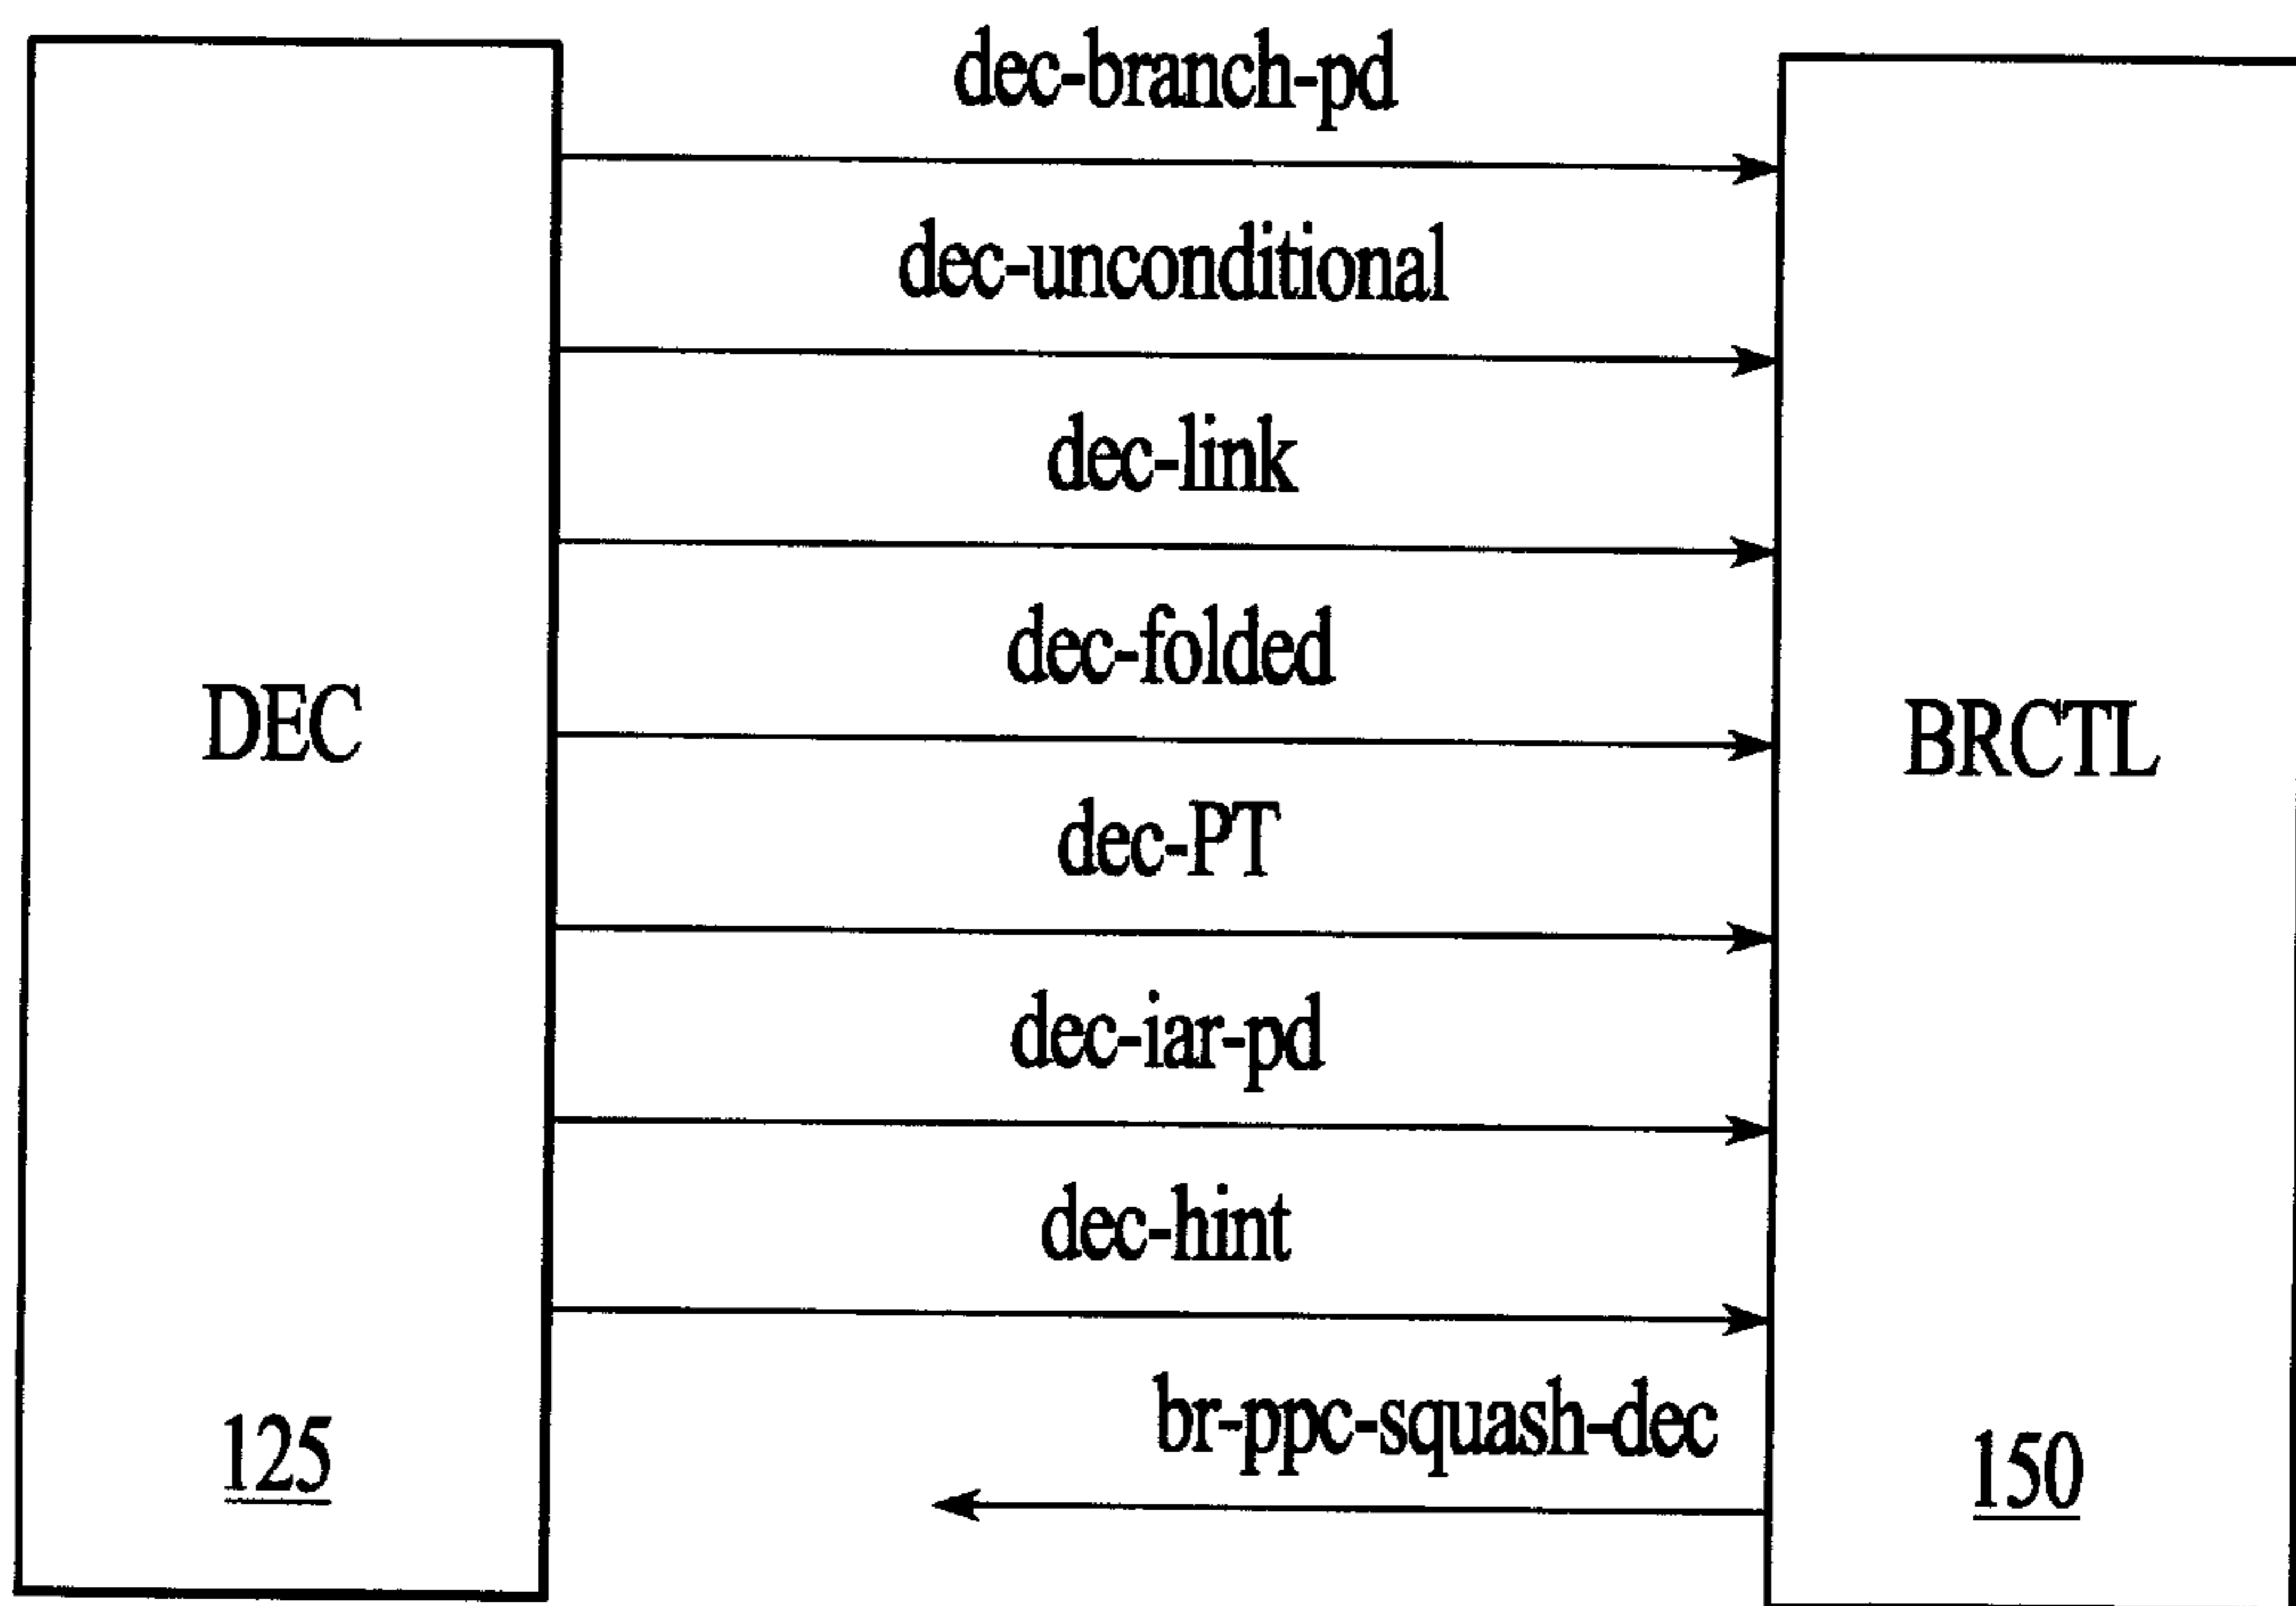 dec-branch-pd
dec-unconditional
dec-link
dec-folded
DEC
BRCTL
dec-PT
dec-iar-pd
dec-hint
br-ppc-squash-dec
125
150